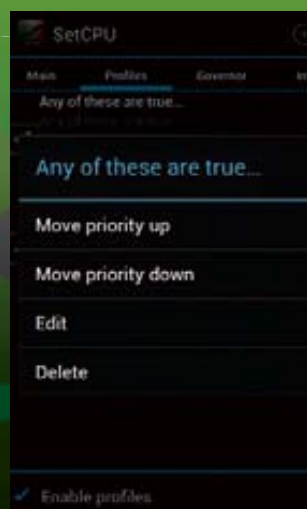 SetCPU
Main Profiles Governor
Any of these are true...
Any of these are true...
Move priority up
Move priority down
Edit
Delete
Enable profiles